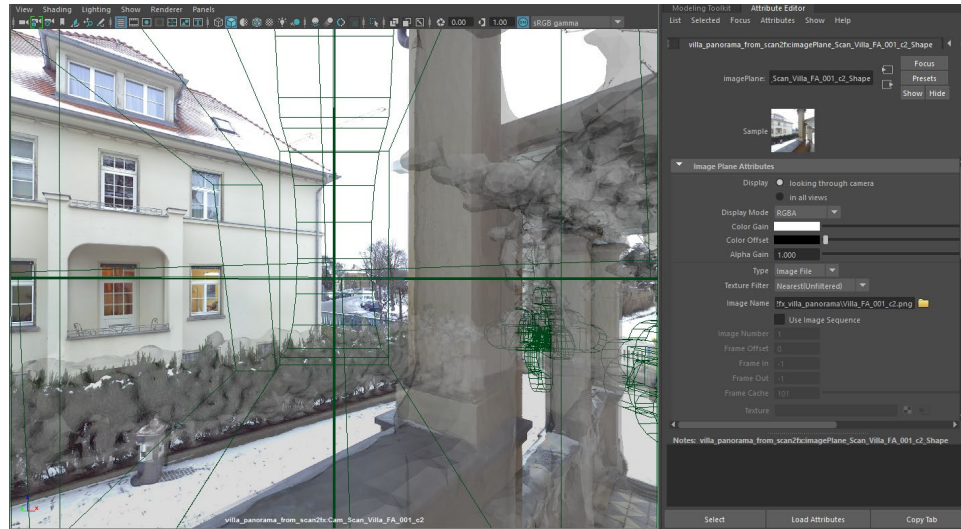 View Shading Lighting Show Renderer Panels
0.00 1.00 sRGB gamma
villa_panorama_from_scan2fx:Cam_Scan_Villa_FA_001_c2
Modeling Toolkit Attribute Editor
List Selected Focus Attributes Show Help
villa_panorama_from_scan2fx:imagePlane_Scan_Villa_FA_001_c2_Shape
Focus
imagePlane: Scan_Villa_FA_001_c2_Shape Presets
Show Hide
Sample
Image Plane Attributes
Display looking through camera
in all views
Display Mode RGBA
Color Gain
Color Offset
Alpha Gain 1.000
Type Image File
Texture Filter Nearest(Unfiltered)
Image Name !fx_villa_panorama\Villa_FA_001_c2.png
Use Image Sequence
Image Number 1
Frame Offset 0
Frame In -1
Frame Out -1
Frame Cache 101
Texture
Notes: villa_panorama_from_scan2fx:imagePlane_Scan_Villa_FA_001_c2_Shape
Select Load Attributes Copy Tab